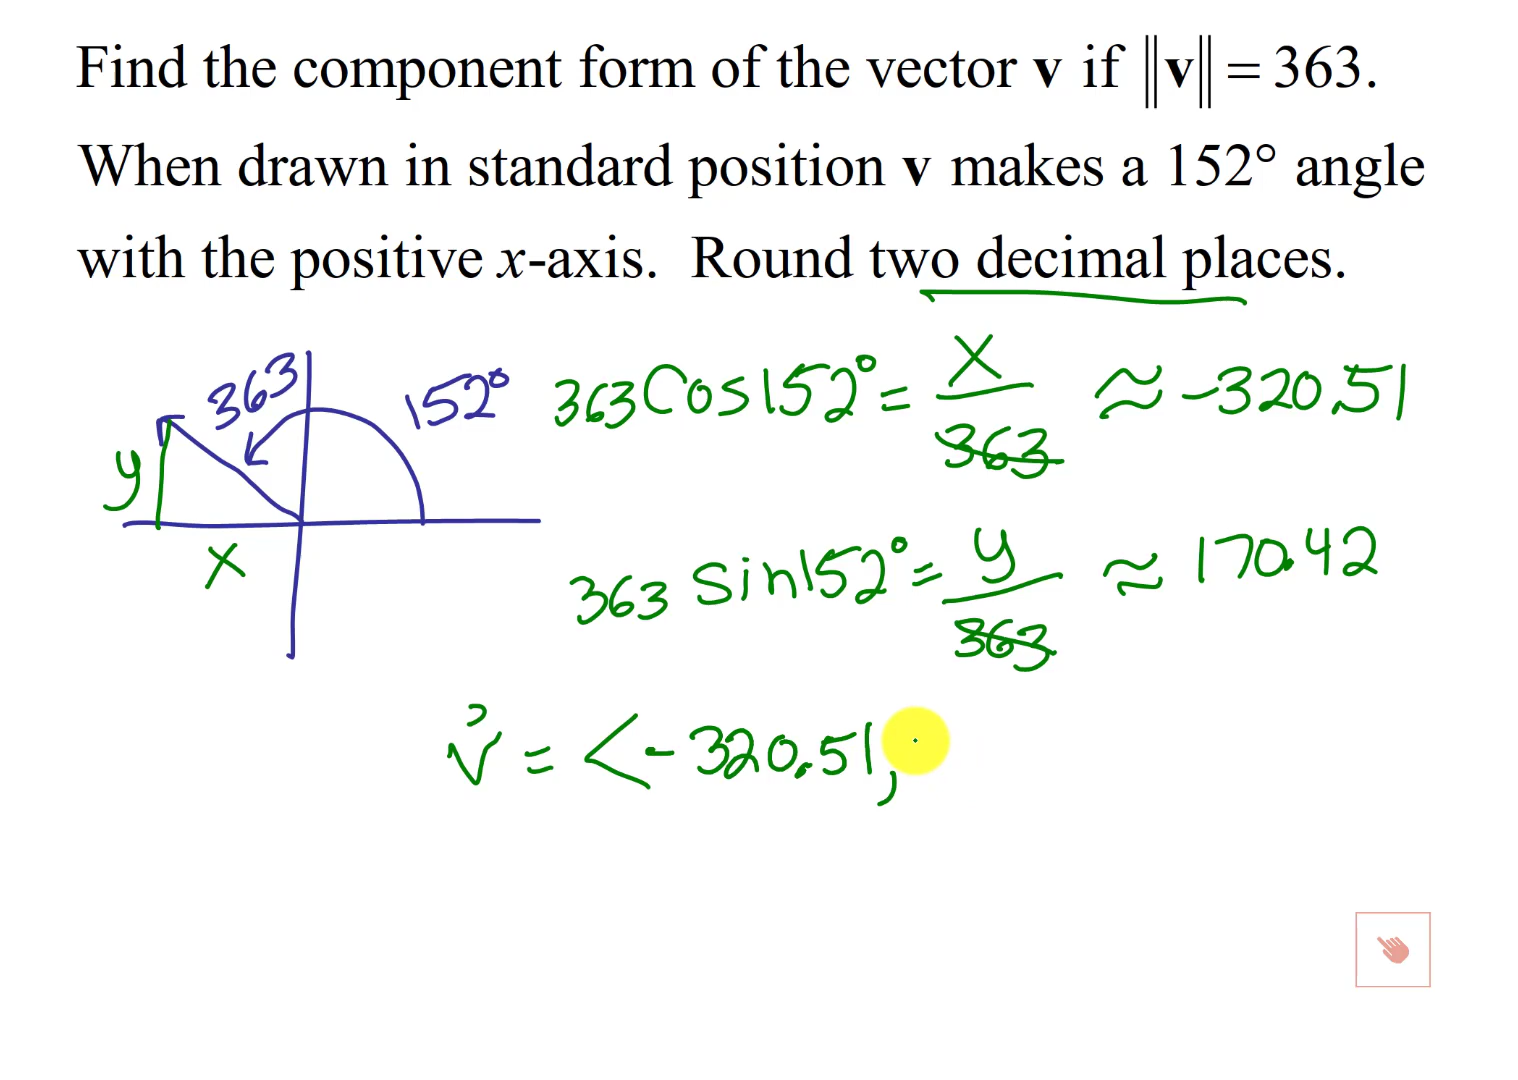 Find the component form of the vector v if ‖v‖ = 363.
When drawn in standard position v makes a 152° angle
with the positive x-axis. Round two decimal places.
363
152°
y
x
363 Cos 152° = x/363 ≈ -320.51
363 sin 152° = y/363 ≈ 170.42
v⃗ = < -320.51,